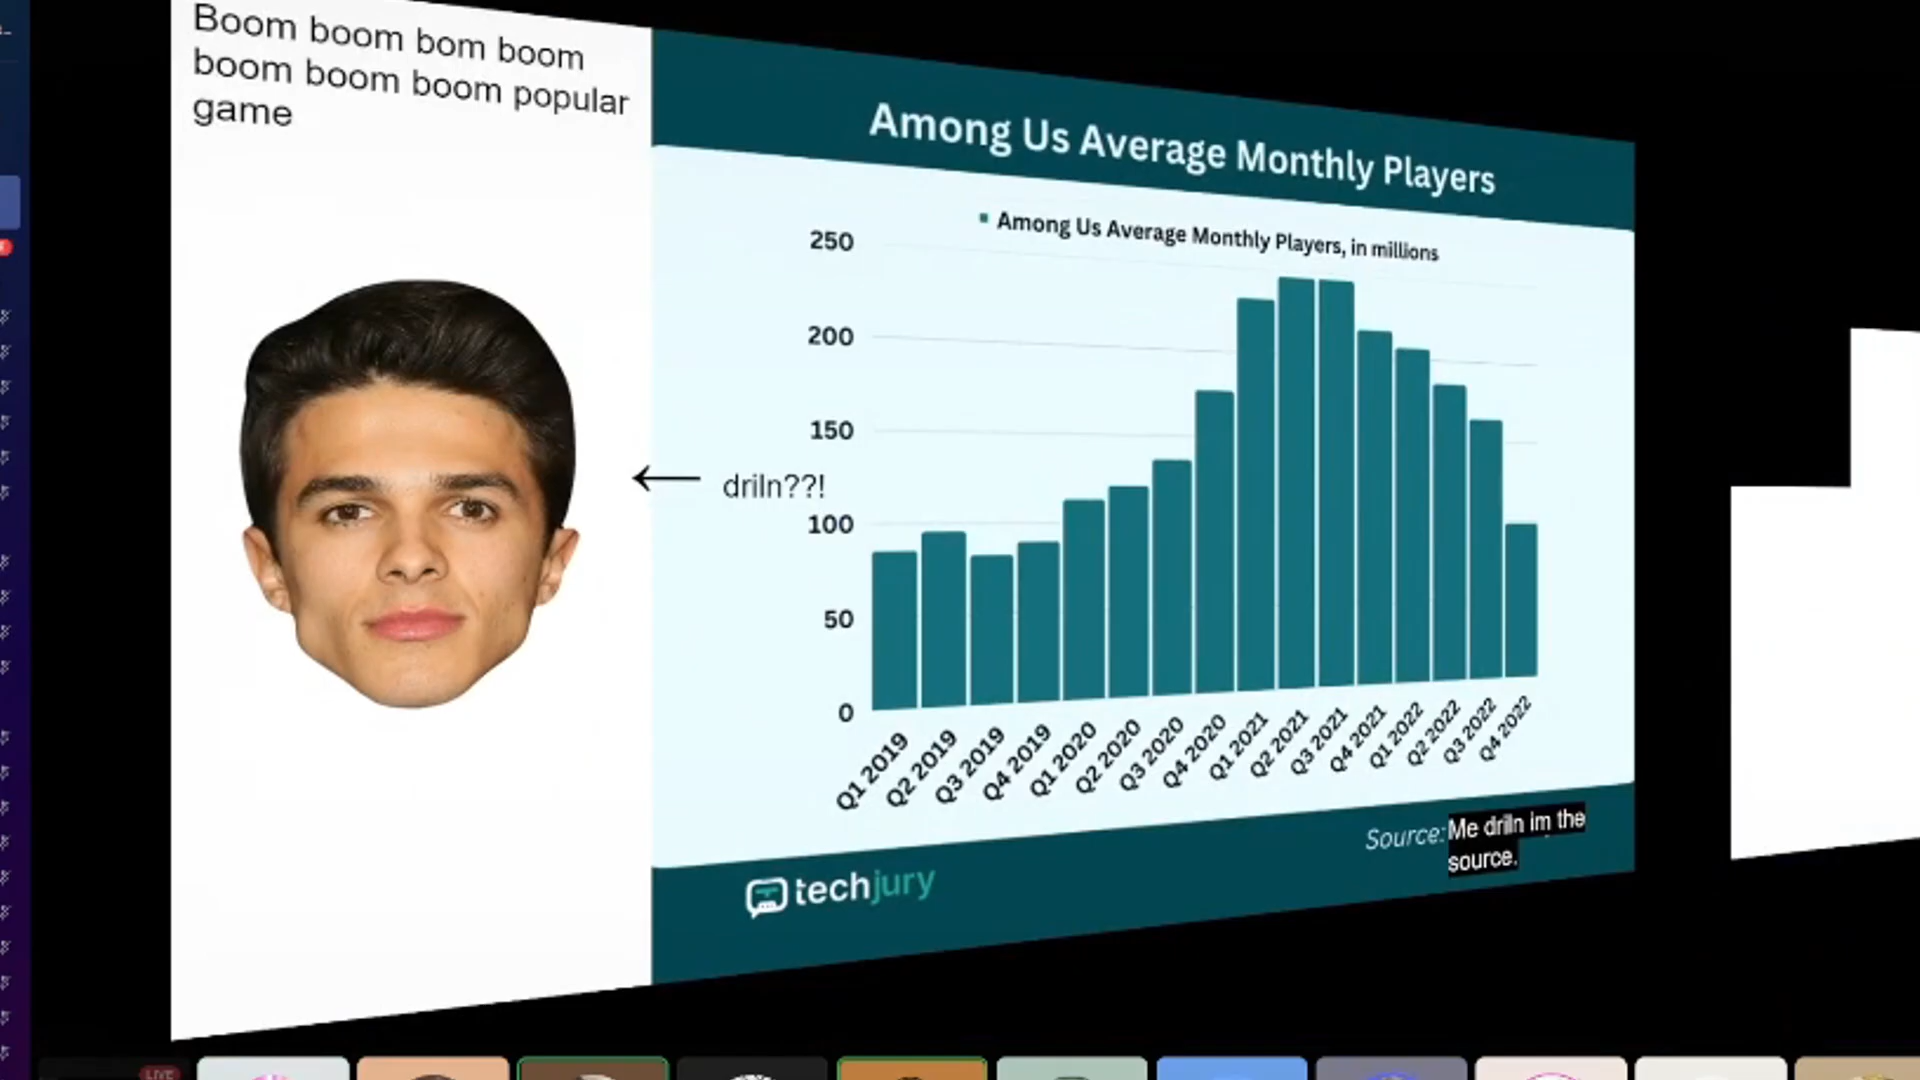 Boom boom bom boom
boom boom boom popular
game
driln??!
Among Us Average Monthly Players
Among Us Average Monthly Players, in millions
250
200
150
100
50
0
Q1 2019
Q2 2019
Q3 2019
Q4 2019
Q1 2020
Q2 2020
Q3 2020
Q4 2020
Q1 2021
Q2 2021
Q3 2021
Q4 2021
Q1 2022
Q2 2022
Q3 2022
Q4 2022
Source: Me driln im the
source.
techjury
LIVE